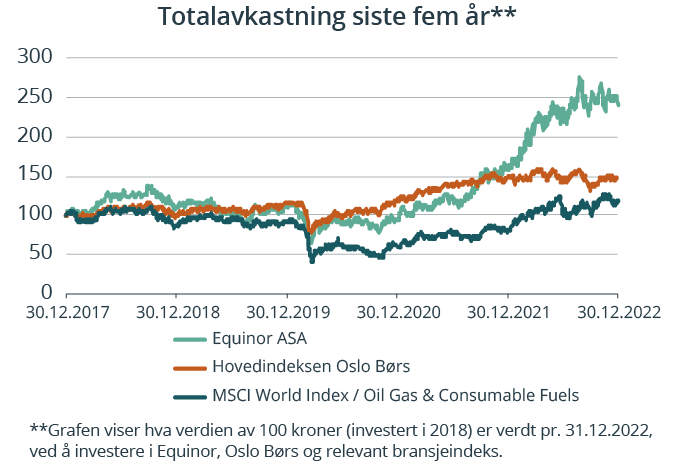 Totalavkastning siste fem år**
300
250
200
150
100
50
0
30.12.2017 30.12.2018 30.12.2019 30.12.2020 30.12.2021 30.12.2022
Equinor ASA
Hovedindeksen Oslo Børs
MSCI World Index / Oil Gas & Consumable Fuels
**Grafen viser hva verdien av 100 kroner (investert i 2018) er verdt pr. 31.12.2022,
ved å investere i Equinor, Oslo Børs og relevant bransjeindeks.